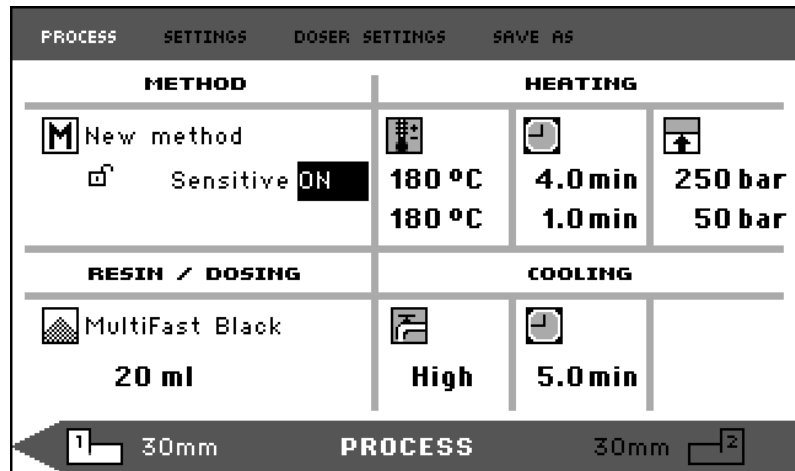 PROCESS SETTINGS DOSER SETTINGS SAVE AS
METHOD HEATING
M New method
Sensitive ON 180 ºC 4.0 min 250 bar
180 ºC 1.0 min 50 bar
RESIN / DOSING COOLING
MultiFast Black
20 ml High 5.0 min
1 30mm PROCESS 30mm 2